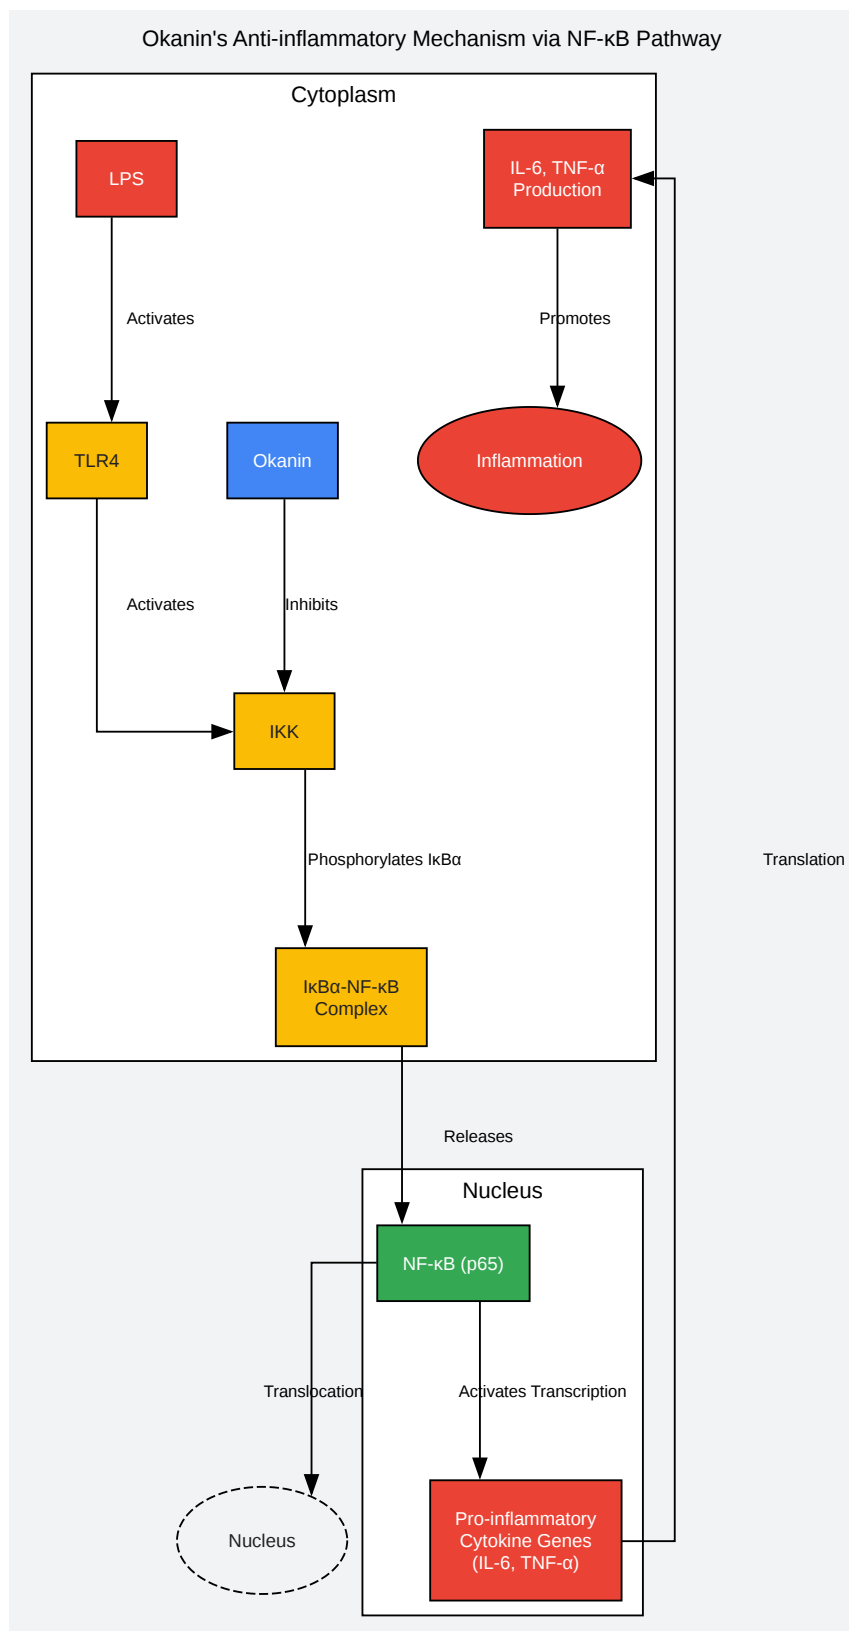 Okanin's Anti-inflammatory Mechanism via NF-κB Pathway
Cytoplasm
LPS
IL-6, TNF-α
Production
Activates
Promotes
TLR4
Okanin
Inflammation
Activates
Inhibits
IKK
Phosphorylates IκBα
Translation
IκBα-NF-κB
Complex
Releases
Nucleus
NF-κB (p65)
Translocation
Activates Transcription
Nucleus
Pro-inflammatory
Cytokine Genes
(IL-6, TNF-α)